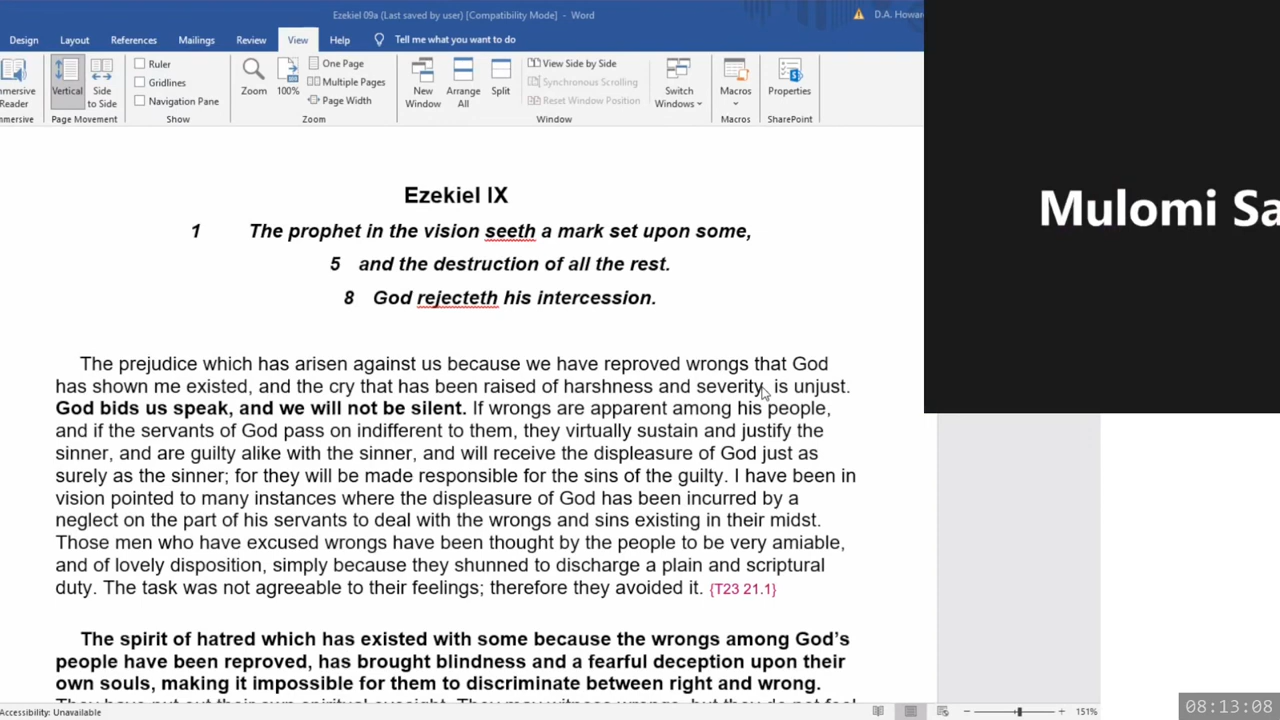 Ezekiel 09a (Last saved by user) [Compatibility Mode] - Word
D.A. Howar
Design Layout References Mailings Review View Help Tell me what you want to do
mmersive Reader
Vertical
Side to Side
Ruler
Gridlines
Navigation Pane
Zoom
100%
One Page
Multiple Pages
Page Width
New Window
Arrange All
Split
View Side by Side
Synchronous Scrolling
Reset Window Position
Switch Windows
Macros
Properties
mmersive Page Movement Show Zoom Window Macros SharePoint
Mulomi Sa
Ezekiel IX
1 The prophet in the vision seeth a mark set upon some,
5 and the destruction of all the rest.
8 God rejecteth his intercession.
The prejudice which has arisen against us because we have reproved wrongs that God
has shown me existed, and the cry that has been raised of harshness and severity, is unjust.
God bids us speak, and we will not be silent. If wrongs are apparent among his people,
and if the servants of God pass on indifferent to them, they virtually sustain and justify the
sinner, and are guilty alike with the sinner, and will receive the displeasure of God just as
surely as the sinner; for they will be made responsible for the sins of the guilty. I have been in
vision pointed to many instances where the displeasure of God has been incurred by a
neglect on the part of his servants to deal with the wrongs and sins existing in their midst.
Those men who have excused wrongs have been thought by the people to be very amiable,
and of lovely disposition, simply because they shunned to discharge a plain and scriptural
duty. The task was not agreeable to their feelings; therefore they avoided it. {T23 21.1}
The spirit of hatred which has existed with some because the wrongs among God’s
people have been reproved, has brought blindness and a fearful deception upon their
own souls, making it impossible for them to discriminate between right and wrong.
Accessibility: Unavailable
151%
08:13:08